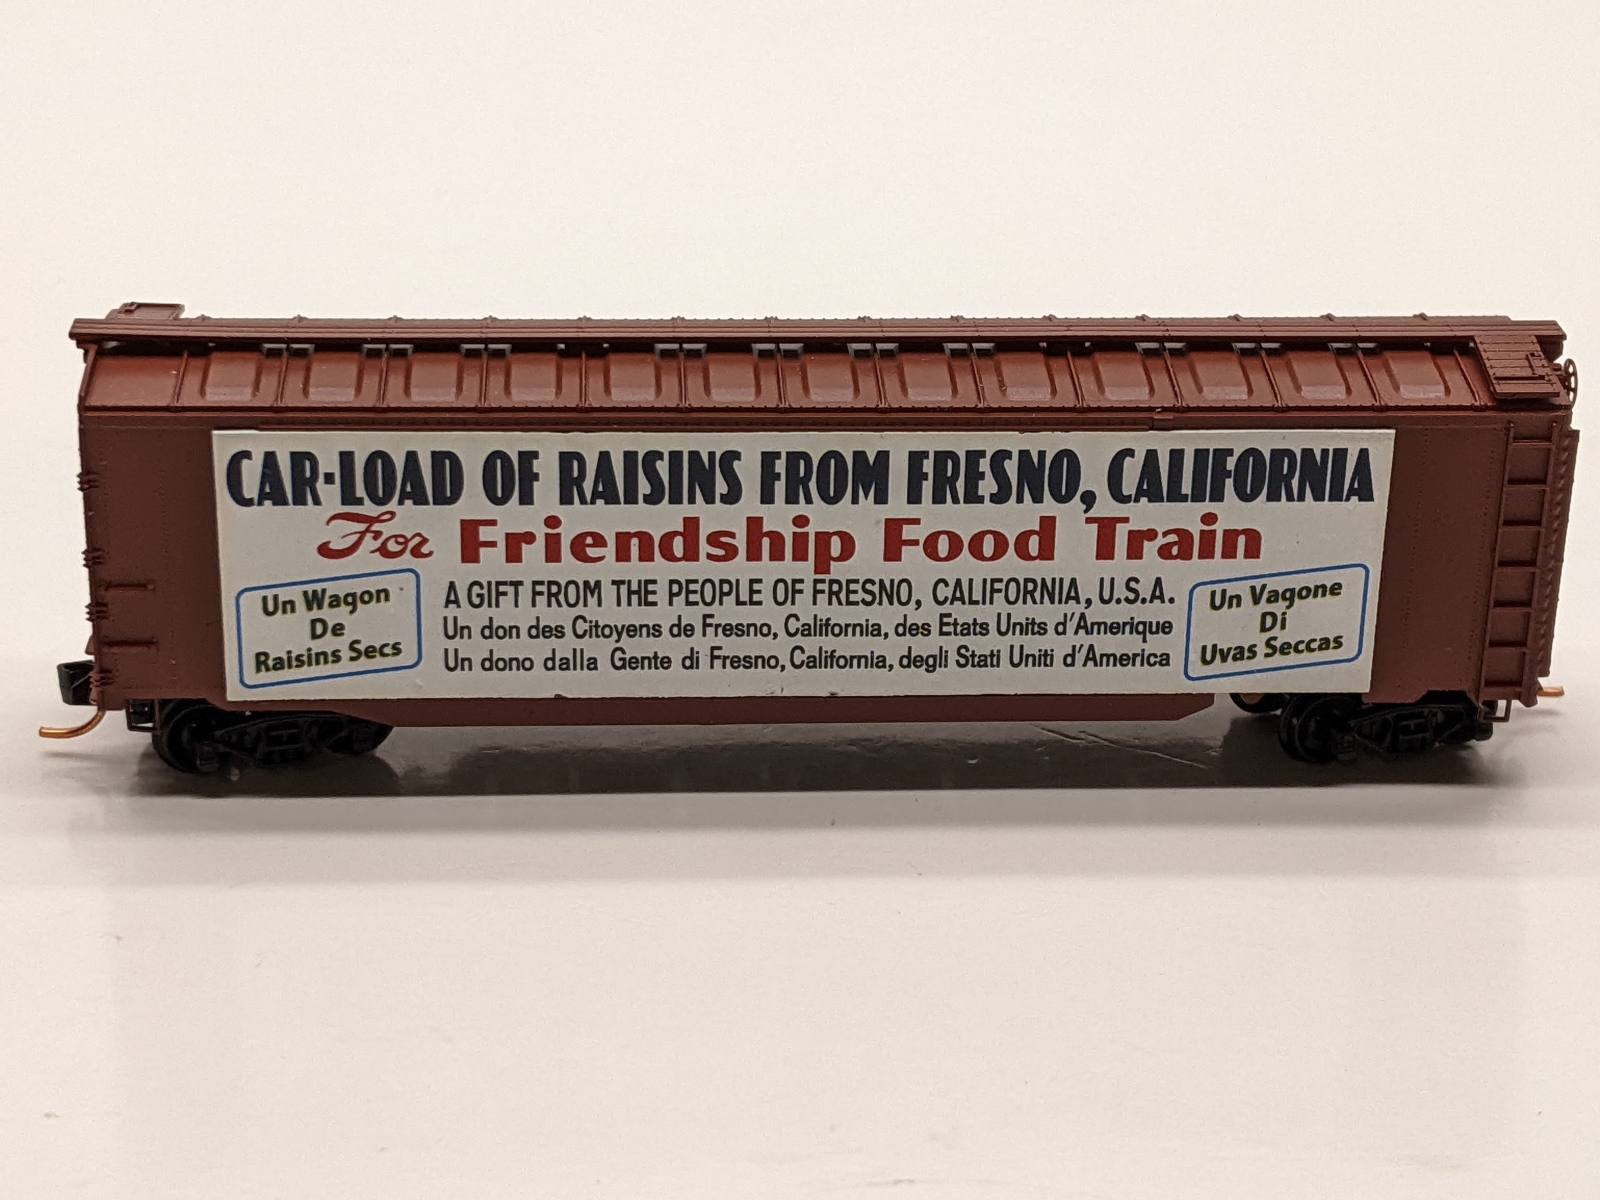 CAR-LOAD OF RAISINS FROM FRESNO, CALIFORNIA
For Friendship Food Train
Un Wagon
De
Raisins Secs
A GIFT FROM THE PEOPLE OF FRESNO, CALIFORNIA, U.S.A.
Un don des Citoyens de Fresno, California, des Etats Units d'Amerique
Un dono dalla Gente di Fresno, California, degli Stati Uniti d'America
Un Vagone
Di
Uvas Seccas